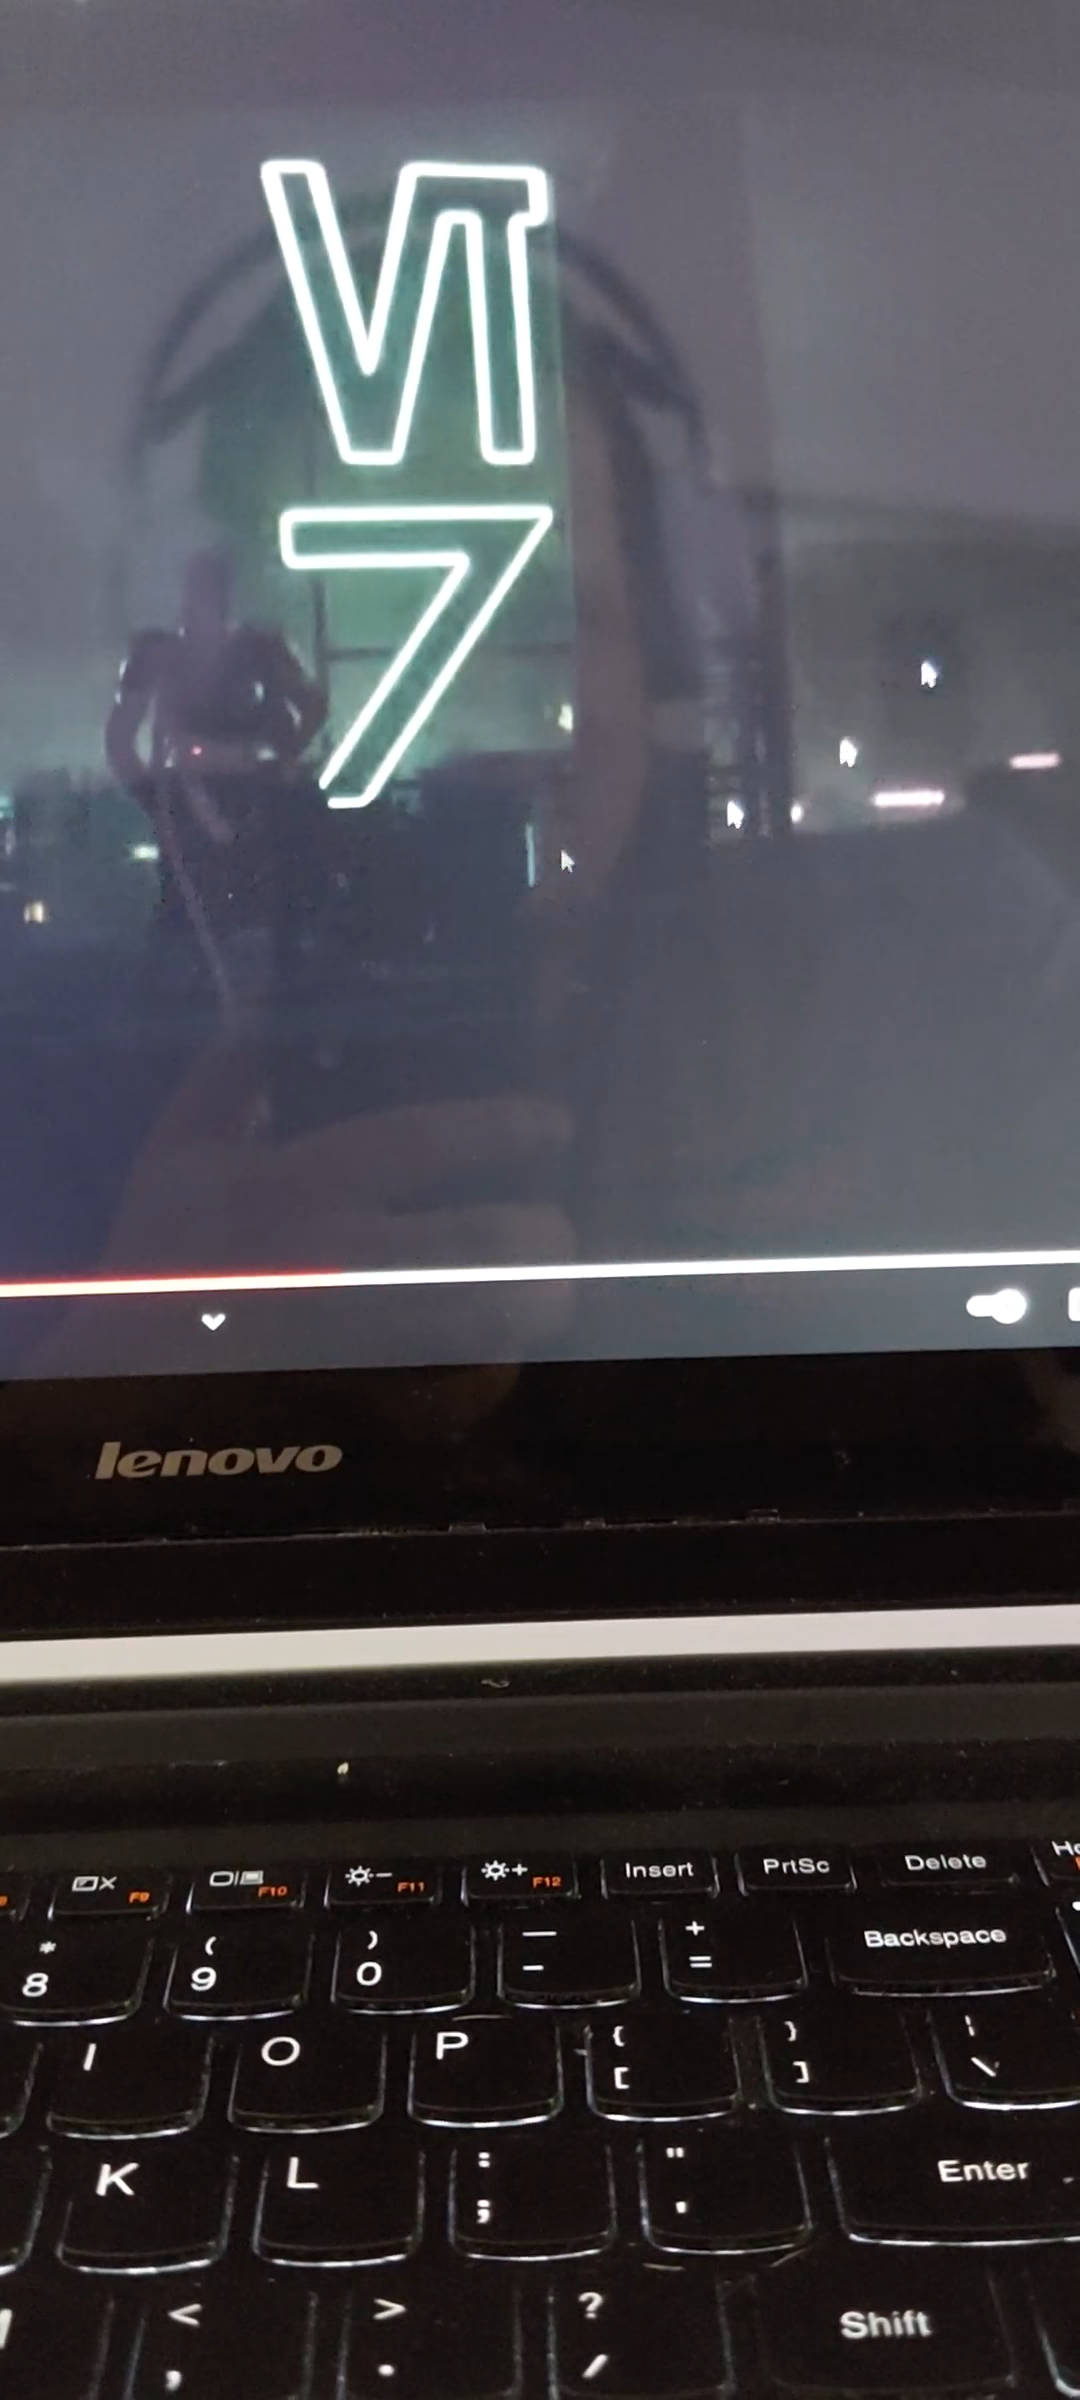 VI
7
lenovo
F9 F10 F11 F12 Insert PrtSc Delete
* ( ) — +
8 9 0 - = Backspace
I O P { } |
[ ] \
K L : " Enter
; '
< > ? Shift
, . /